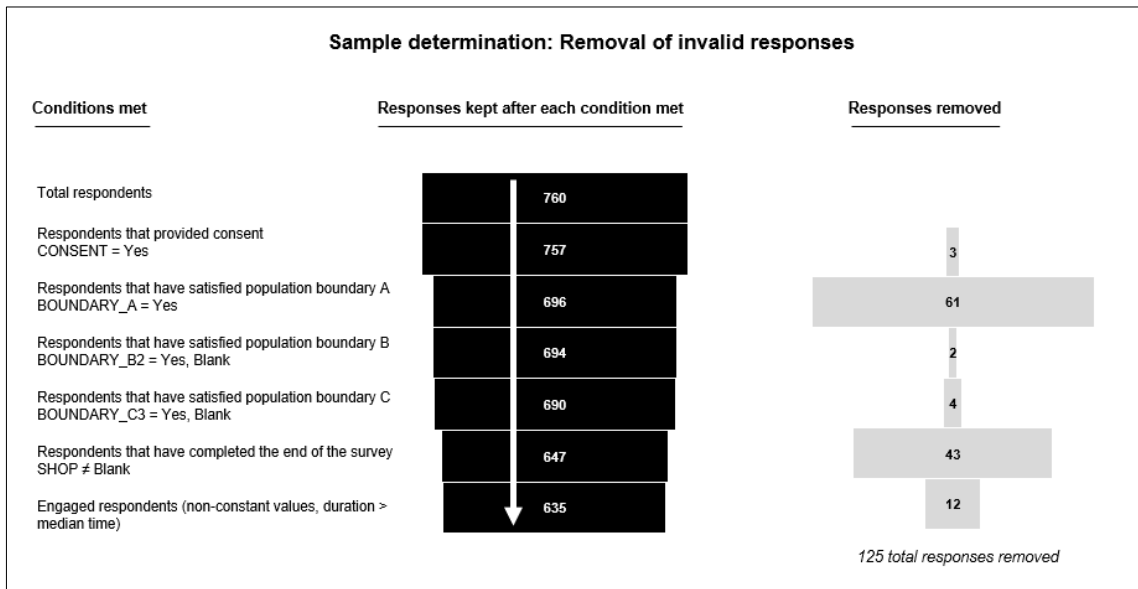 Sample determination: Removal of invalid responses
Conditions met
Responses kept after each condition met
Responses removed
Total respondents
760
Respondents that provided consent
CONSENT = Yes
757
3
Respondents that have satisfied population boundary A
BOUNDARY_A = Yes
696
61
Respondents that have satisfied population boundary B
BOUNDARY_B2 = Yes, Blank
694
2
Respondents that have satisfied population boundary C
BOUNDARY_C3 = Yes, Blank
690
4
Respondents that have completed the end of the survey
SHOP ≠ Blank
647
43
Engaged respondents (non-constant values, duration >
median time)
635
12
125 total responses removed